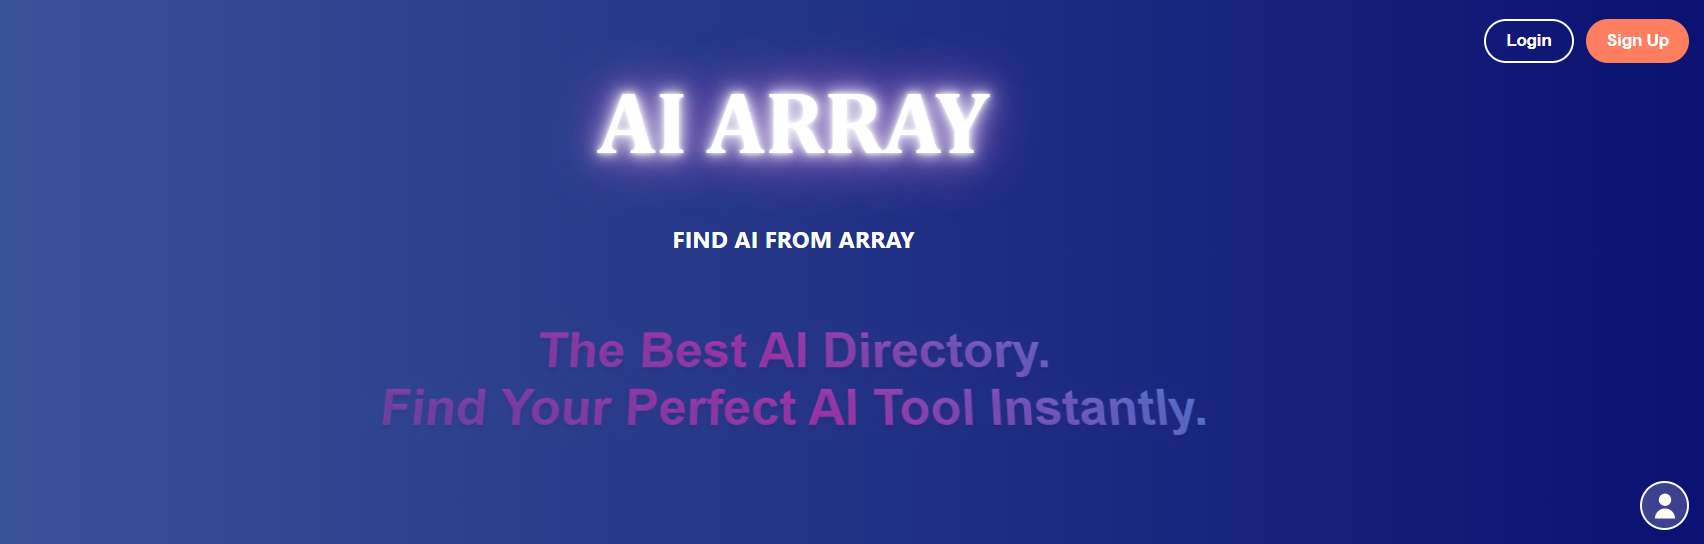 Login
Sign Up
AI ARRAY
FIND AI FROM ARRAY
The Best AI Directory.
Find Your Perfect AI Tool Instantly.